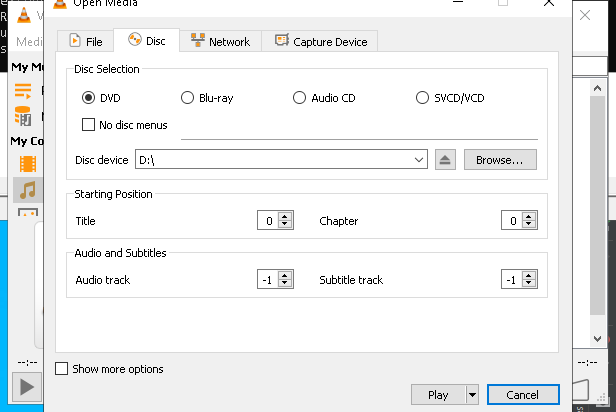 Open Media
Medi
File
Disc
Network
Capture Device
My M
Disc Selection
DVD
Blu-ray
Audio CD
SVCD/VCD
No disc menus
My Co
Disc device
D:\
Browse...
Starting Position
Title
0
Chapter
0
Audio and Subtitles
Audio track
-1
Subtitle track
-1
--:--
--:--
Show more options
Play
Cancel